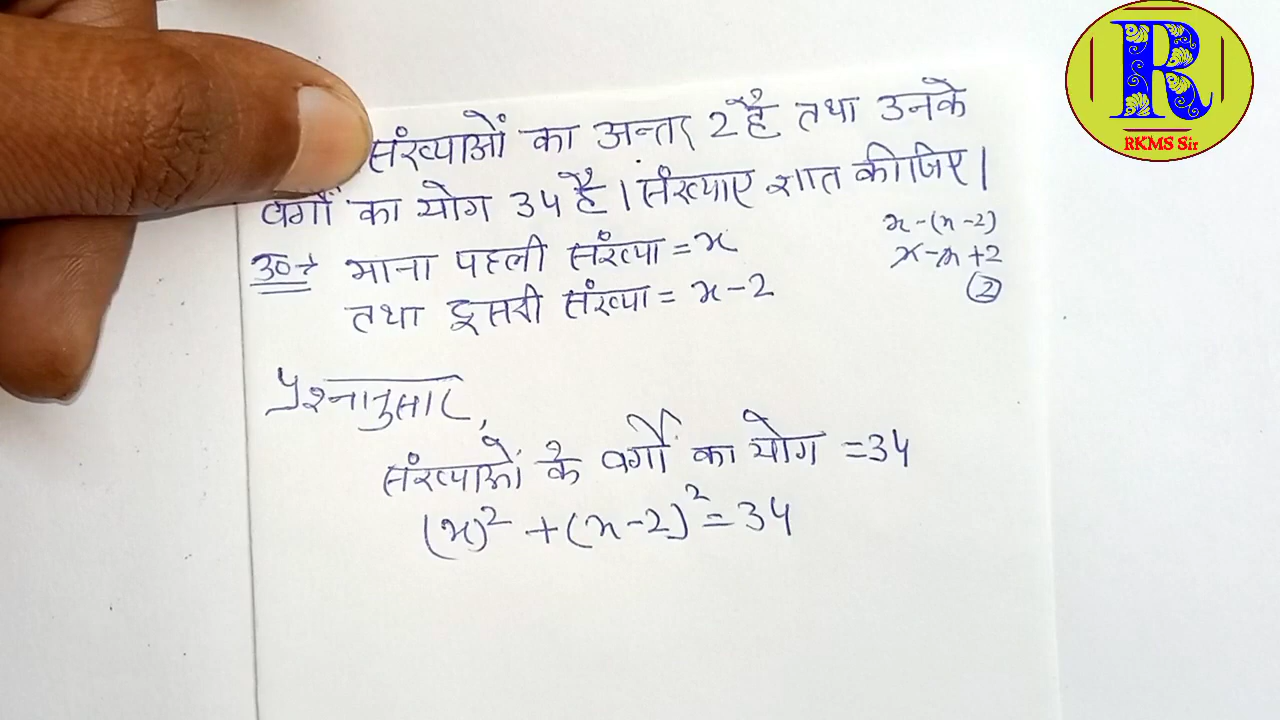 संख्याओं का अन्तर 2 है तथा उनके
वर्गों का योग 34 है। संख्याए ज्ञात कीजिए।
उ०→ माना पहली संख्या = x
तथा दूसरी संख्या = x-2
x-(x-2)
x-x+2
2
प्रश्नानुसार,
संख्याओं के वर्गों का योग =34
(x)²+(x-2)²=34
R
RKMS Sir